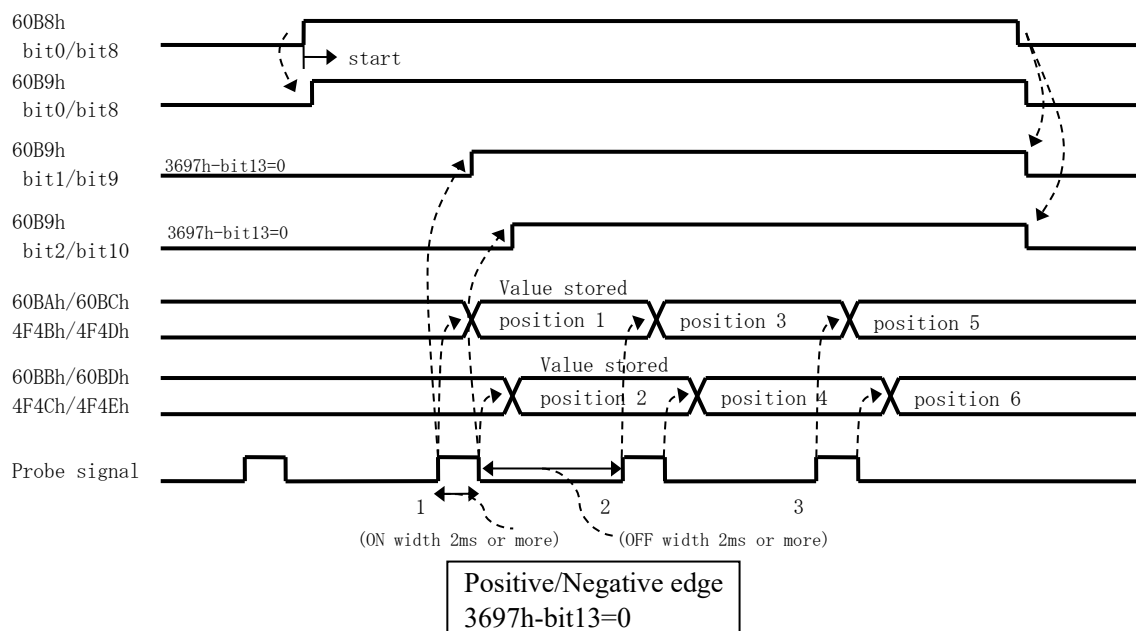 60B8h
bit0/bit8
start
60B9h
bit0/bit8
60B9h
bit1/bit9
3697h-bit13=0
60B9h
bit2/bit10
3697h-bit13=0
Value stored
60BAh/60BCh
4F4Bh/4F4Dh
position 1 position 3 position 5
Value stored
60BBh/60BDh
4F4Ch/4F4Eh
position 2 position 4 position 6
Probe signal
1 2 3
(ON width 2ms or more) (OFF width 2ms or more)
Positive/Negative edge
3697h-bit13=0